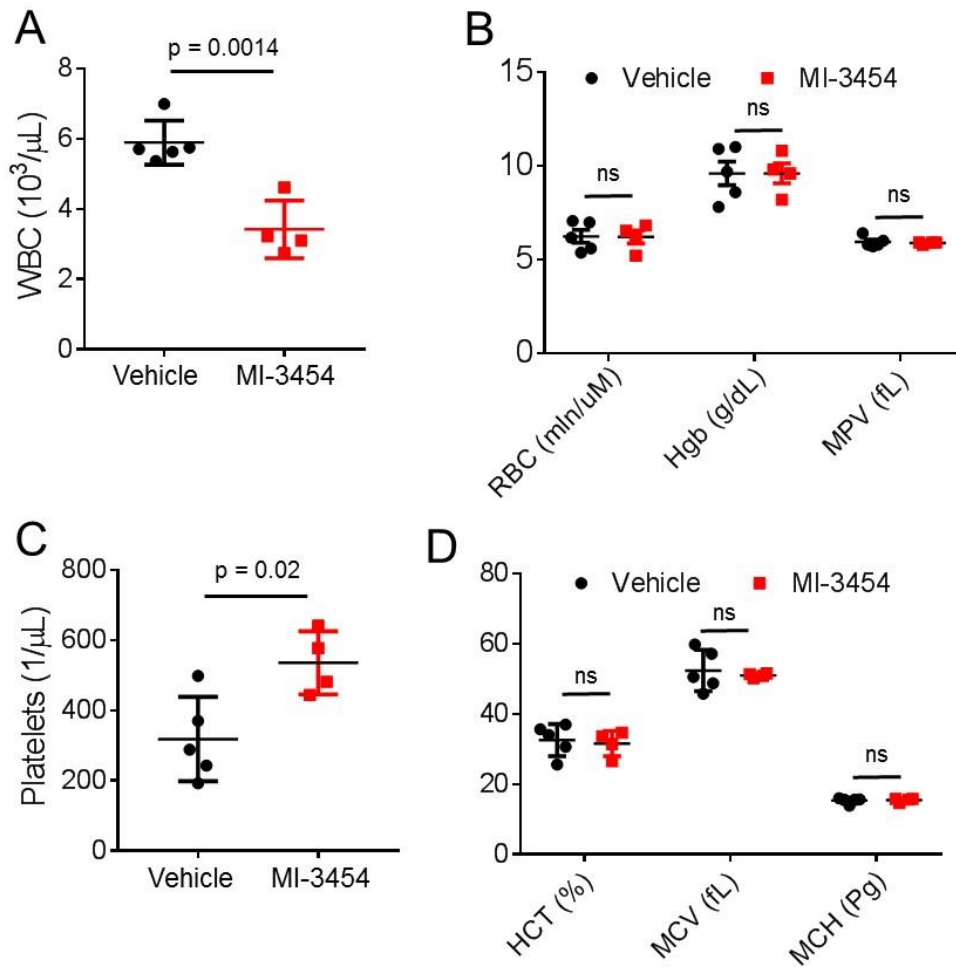 A
p = 0.0014
WBC (10³/μL)
8
6
4
2
0
Vehicle MI-3454
B
Vehicle MI-3454
15
10
5
0
ns
ns
ns
RBC (mln/uM)
Hgb (g/dL)
MPV (fL)
C
p = 0.02
Platelets (1/μL)
800
600
400
200
0
Vehicle MI-3454
D
Vehicle MI-3454
80
60
40
20
0
ns
ns
ns
HCT (%)
MCV (fL)
MCH (Pg)